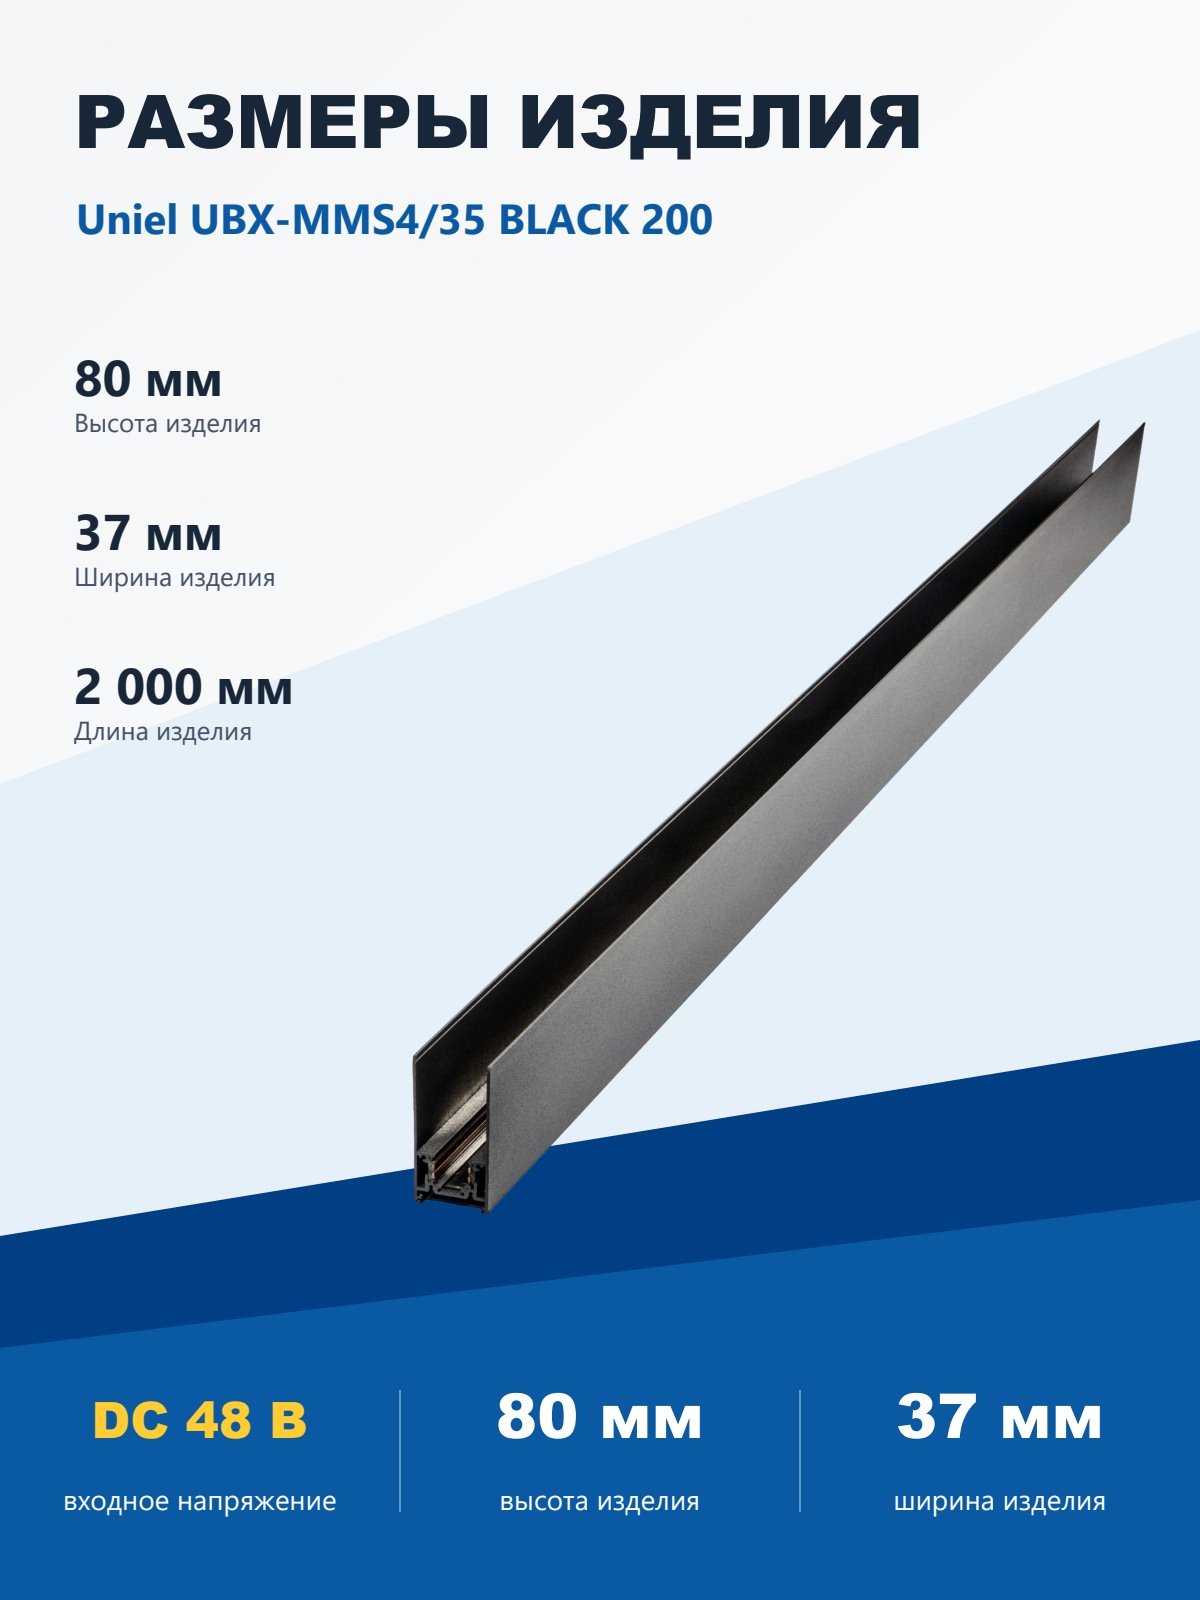 РАЗМЕРЫ ИЗДЕЛИЯ
Uniel UBX-MMS4/35 BLACK 200
80 мм
Высота изделия
37 мм
Ширина изделия
2 000 мм
Длина изделия
DC 48 В
входное напряжение
80 мм
высота изделия
37 мм
ширина изделия